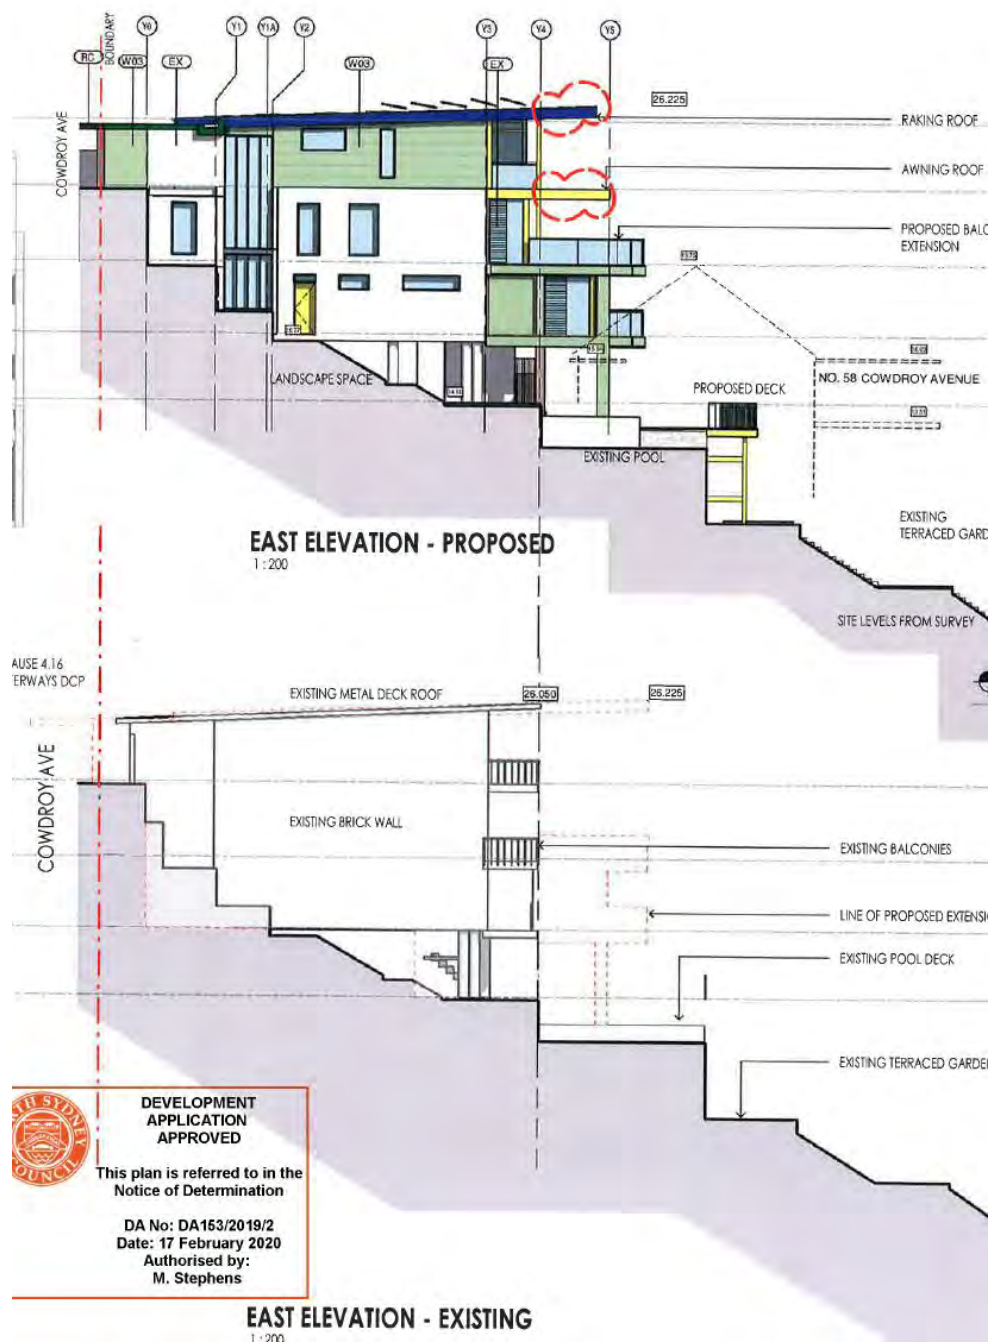 BOUNDARY
Y0
Y1
Y1A
Y2
Y3
Y4
Y5
RC
W03
EX
W03
EX
26.225
COWDROY AVE
RAKING ROOF
AWNING ROOF
PROPOSED BALC
EXTENSION
NO. 58 COWDROY AVENUE
LANDSCAPE SPACE
PROPOSED DECK
EXISTING POOL
EXISTING
TERRACED GARD
EAST ELEVATION - PROPOSED
1 : 200
SITE LEVELS FROM SURVEY
AUSE 4.16
ERWAYS DCP
EXISTING METAL DECK ROOF
26.050
26.225
COWDROY AVE
EXISTING BRICK WALL
EXISTING BALCONIES
LINE OF PROPOSED EXTENSI
EXISTING POOL DECK
EXISTING TERRACED GARDE
TH SYDNEY
COUNCIL
DEVELOPMENT
APPLICATION
APPROVED
This plan is referred to in the
Notice of Determination
DA No: DA153/2019/2
Date: 17 February 2020
Authorised by:
M. Stephens
EAST ELEVATION - EXISTING
1 : 200